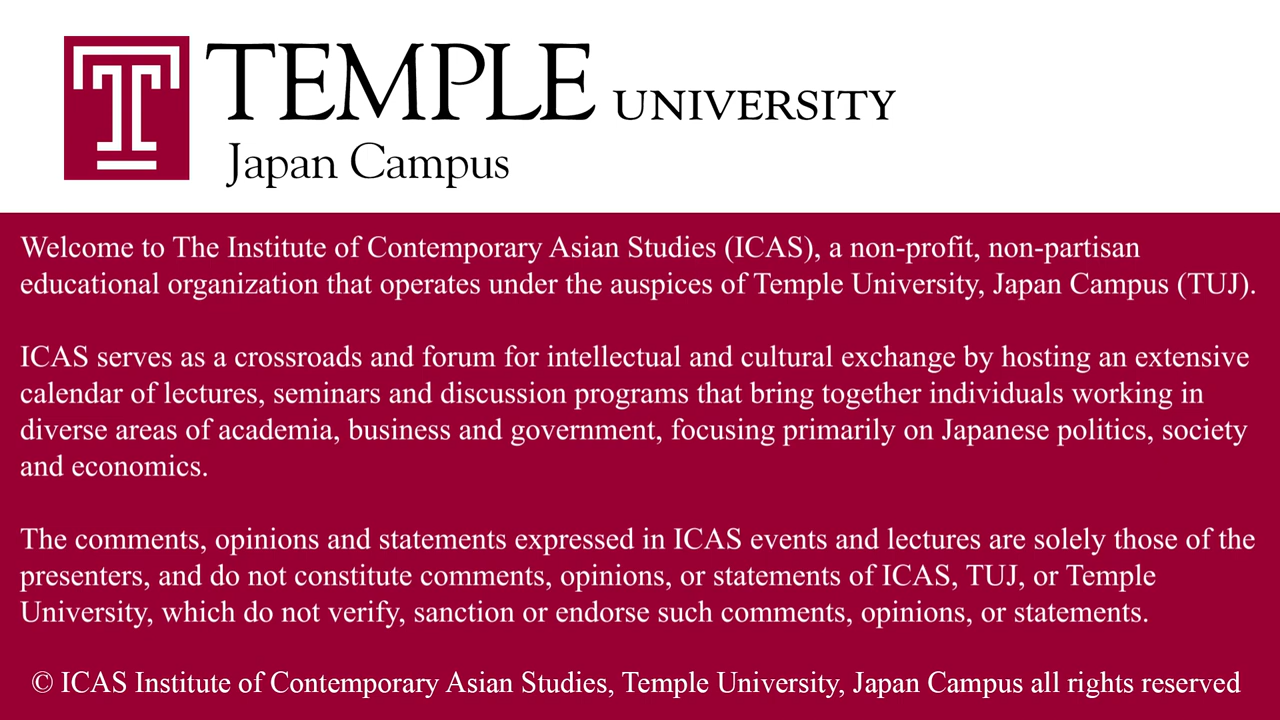 TEMPLE UNIVERSITY
Japan Campus
Welcome to The Institute of Contemporary Asian Studies (ICAS), a non-profit, non-partisan
educational organization that operates under the auspices of Temple University, Japan Campus (TUJ).
ICAS serves as a crossroads and forum for intellectual and cultural exchange by hosting an extensive
calendar of lectures, seminars and discussion programs that bring together individuals working in
diverse areas of academia, business and government, focusing primarily on Japanese politics, society
and economics.
The comments, opinions and statements expressed in ICAS events and lectures are solely those of the
presenters, and do not constitute comments, opinions, or statements of ICAS, TUJ, or Temple
University, which do not verify, sanction or endorse such comments, opinions, or statements.
© ICAS Institute of Contemporary Asian Studies, Temple University, Japan Campus all rights reserved